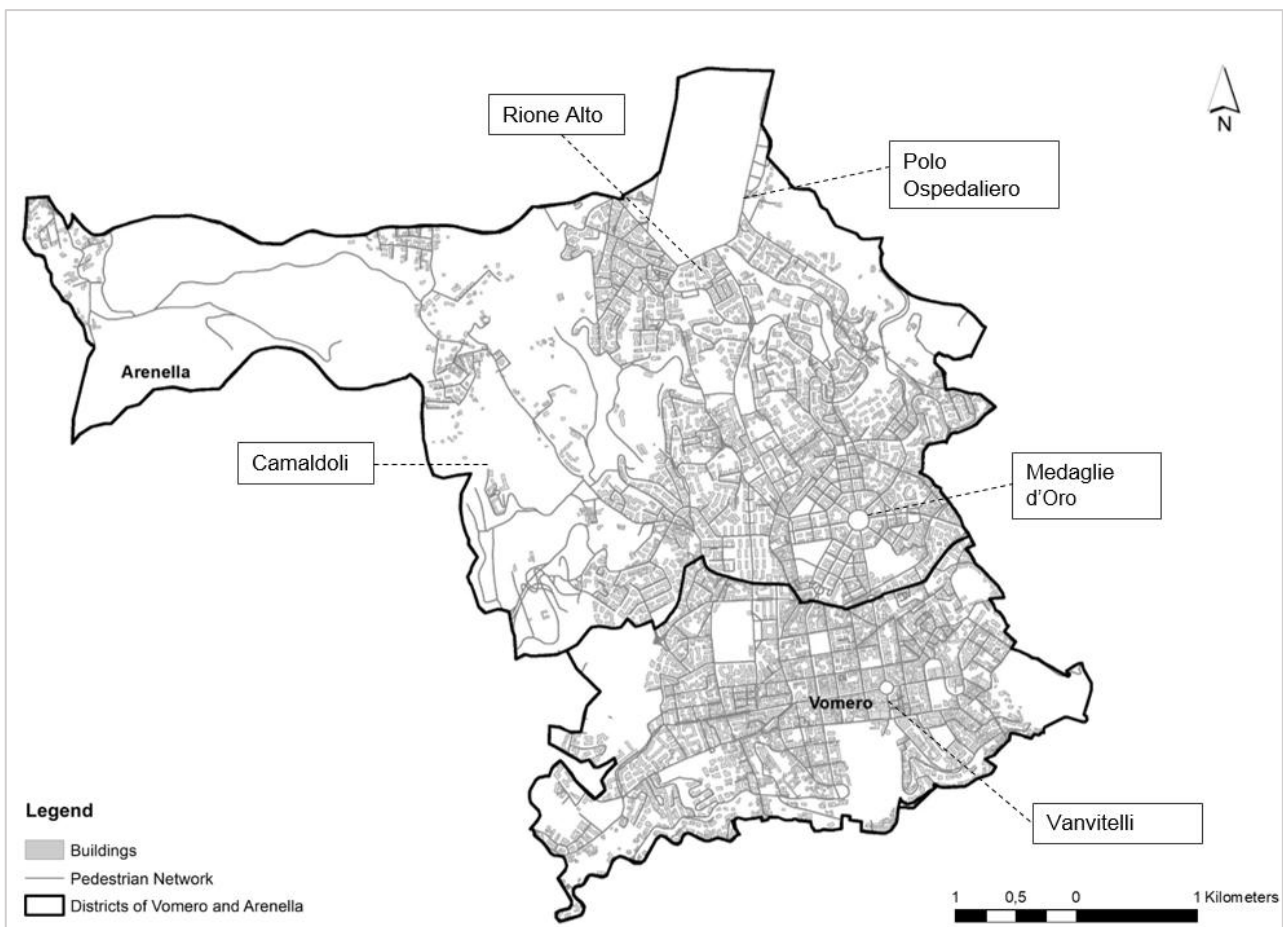 Rione Alto
N
Polo
Ospedaliero
Arenella
Camaldoli
Medaglie
d'Oro
Vomero
Vanvitelli
Legend
Buildings
Pedestrian Network
Districts of Vomero and Arenella
1 0,5 0 1 Kilometers